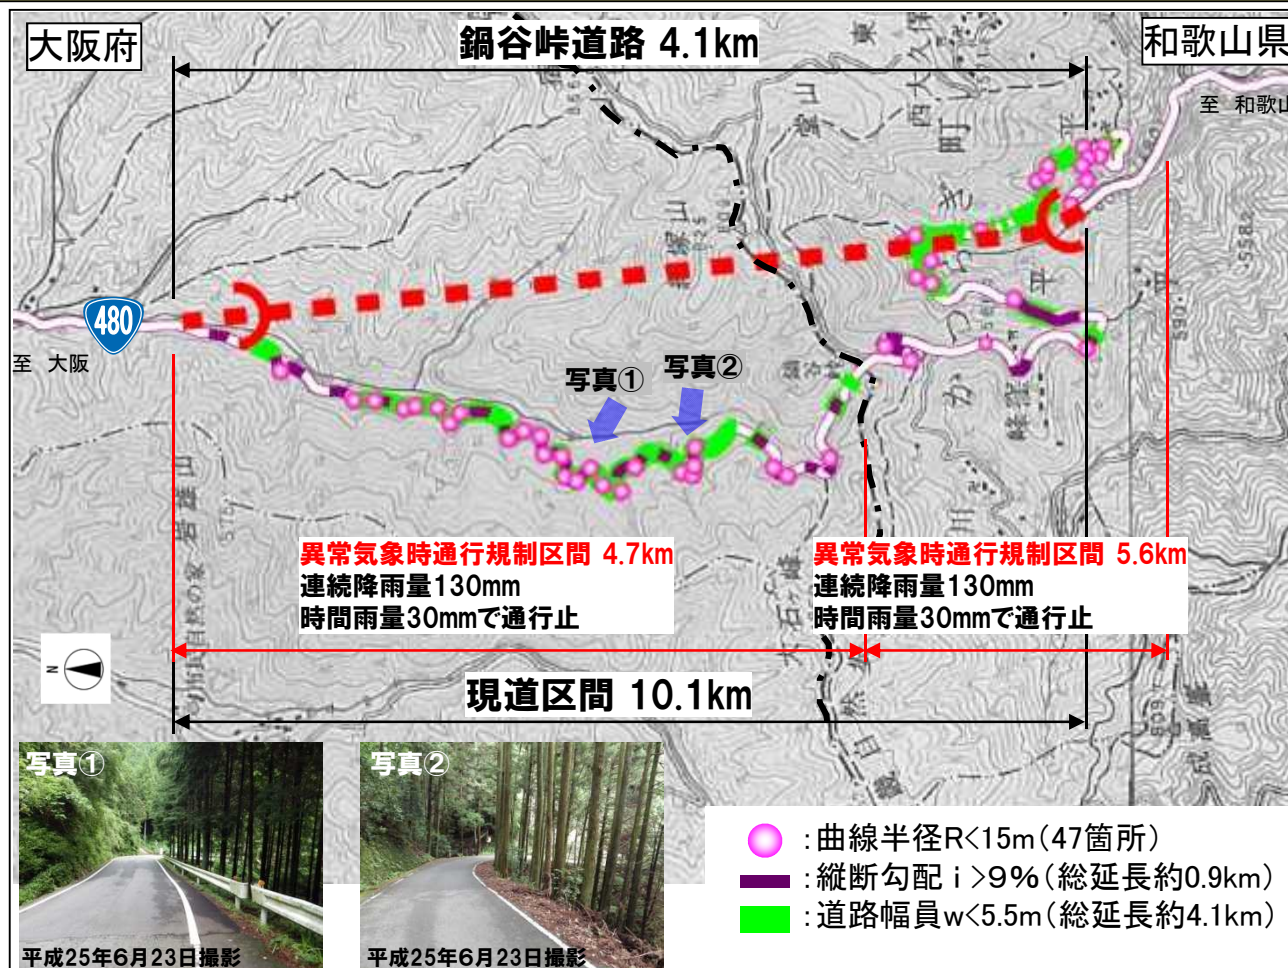 大阪府
鍋谷峠道路 4.1km
和歌山県
至 和歌山
480
至 大阪
写真①
写真②
異常気象時通行規制区間 4.7km
連続降雨量130mm
時間雨量30mmで通行止
異常気象時通行規制区間 5.6km
連続降雨量130mm
時間雨量30mmで通行止
N
現道区間 10.1km
写真①
平成25年6月23日撮影
写真②
平成25年6月23日撮影
:曲線半径R<15m(47箇所)
:縦断勾配ｉ>9%(総延長約0.9km)
:道路幅員w<5.5m(総延長約4.1km)